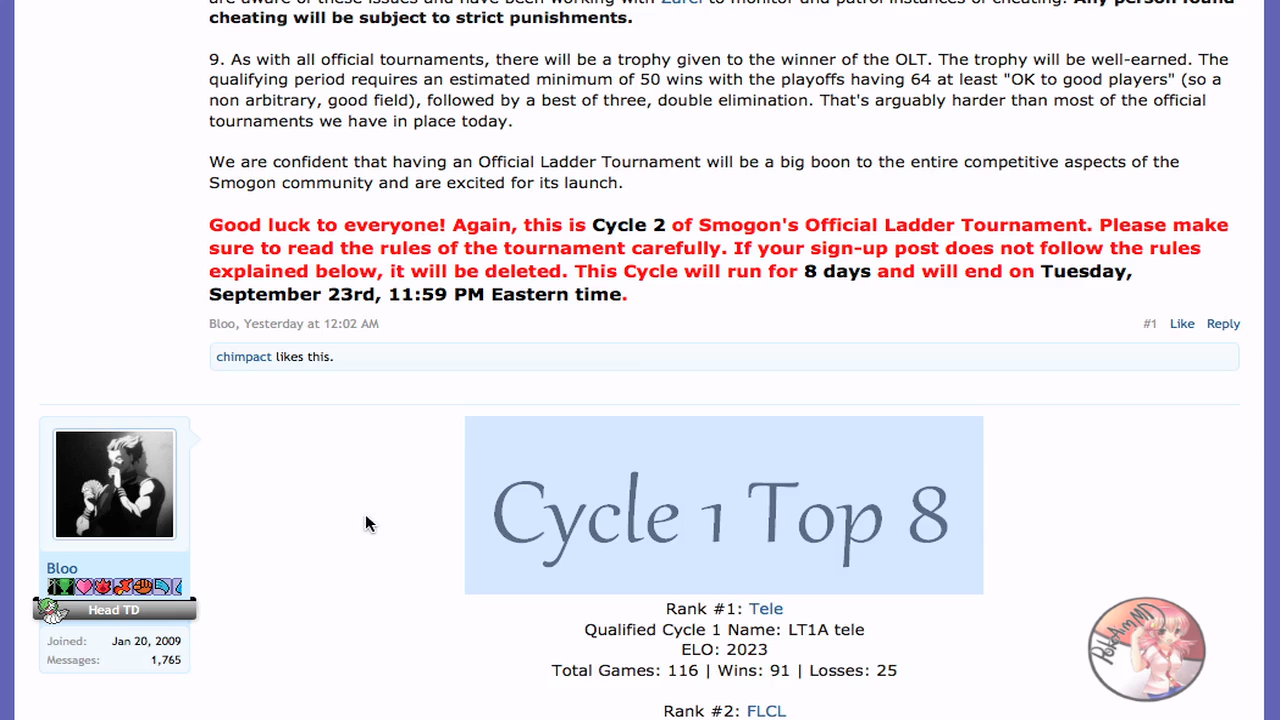 cheating will be subject to strict punishments.
9. As with all official tournaments, there will be a trophy given to the winner of the OLT. The trophy will be well-earned. The
qualifying period requires an estimated minimum of 50 wins with the playoffs having 64 at least "OK to good players" (so a
non arbitrary, good field), followed by a best of three, double elimination. That's arguably harder than most of the official
tournaments we have in place today.
We are confident that having an Official Ladder Tournament will be a big boon to the entire competitive aspects of the
Smogon community and are excited for its launch.
Good luck to everyone! Again, this is Cycle 2 of Smogon's Official Ladder Tournament. Please make
sure to read the rules of the tournament carefully. If your sign-up post does not follow the rules
explained below, it will be deleted. This Cycle will run for 8 days and will end on Tuesday,
September 23rd, 11:59 PM Eastern time.
Bloo, Yesterday at 12:02 AM #1 Like Reply
chimpact likes this.
Cycle 1 Top 8
Bloo
Head TD
Joined: Jan 20, 2009
Messages: 1,765
Rank #1: Tele
Qualified Cycle 1 Name: LT1A tele
ELO: 2023
Total Games: 116 | Wins: 91 | Losses: 25
Rank #2: FLCL
PokeaimMD